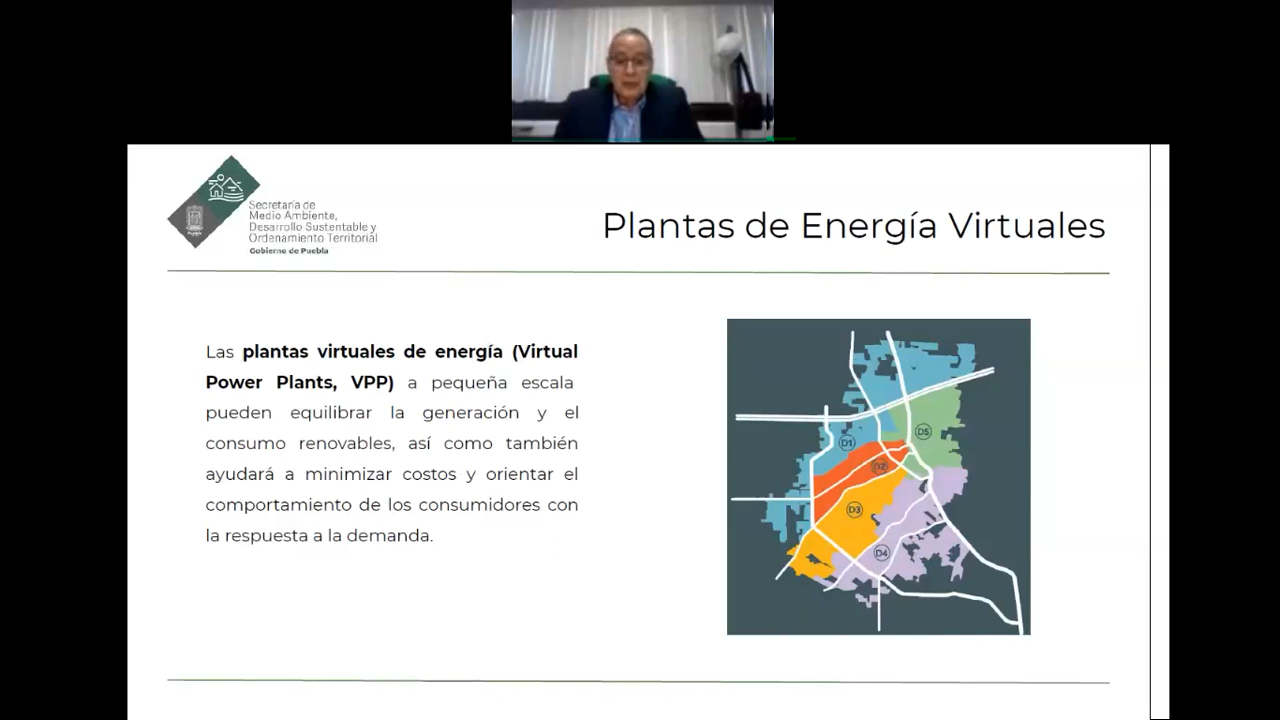 Secretaría de
Medio Ambiente,
Desarrollo Sustentable y
Ordenamiento Territorial
Gobierno de Puebla
Puebla
Plantas de Energía Virtuales
Las plantas virtuales de energía (Virtual
Power Plants, VPP) a pequeña escala
pueden equilibrar la generación y el
consumo renovables, así como también
ayudará a minimizar costos y orientar el
comportamiento de los consumidores con
la respuesta a la demanda.
D5
D1
D2
D3
D4